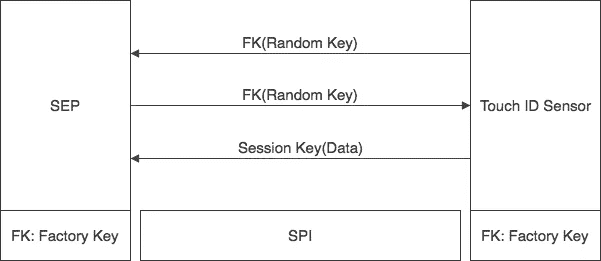 FK(Random Key)
SEP
FK(Random Key)
Touch ID Sensor
Session Key(Data)
FK: Factory Key
SPI
FK: Factory Key